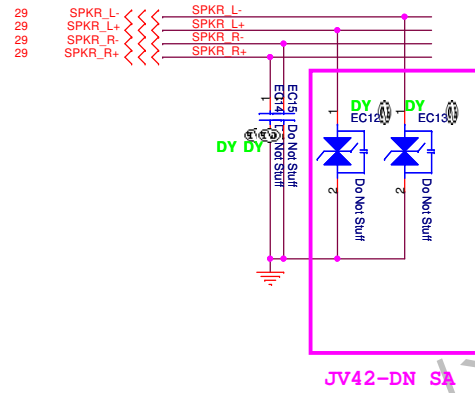 29 SPKR_L- SPKR_L-
29 SPKR_L+ SPKR_L+
29 SPKR_R- SPKR_R-
29 SPKR_R+ SPKR_R+
1
EC15
Do Not Stuff
EC14
Do Not Stuff
DY DY
1
DY
EC12
2
Do Not Stuff
1
DY
EC13
2
Do Not Stuff
JV42-DN SA